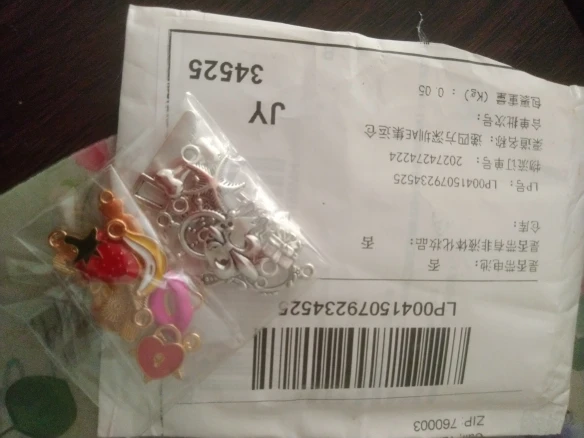 ZIP: 760003
LP00415079234525
是否带电池: 否
是否带有非液体化妆品: 否
仓库:
LP号: LP00415079234525
物流订单号: 20274274224
渠道名称: 递四方深圳AE集运仓
合单批次号:
包裹重量 (Kg) : 0.05
JY
34525